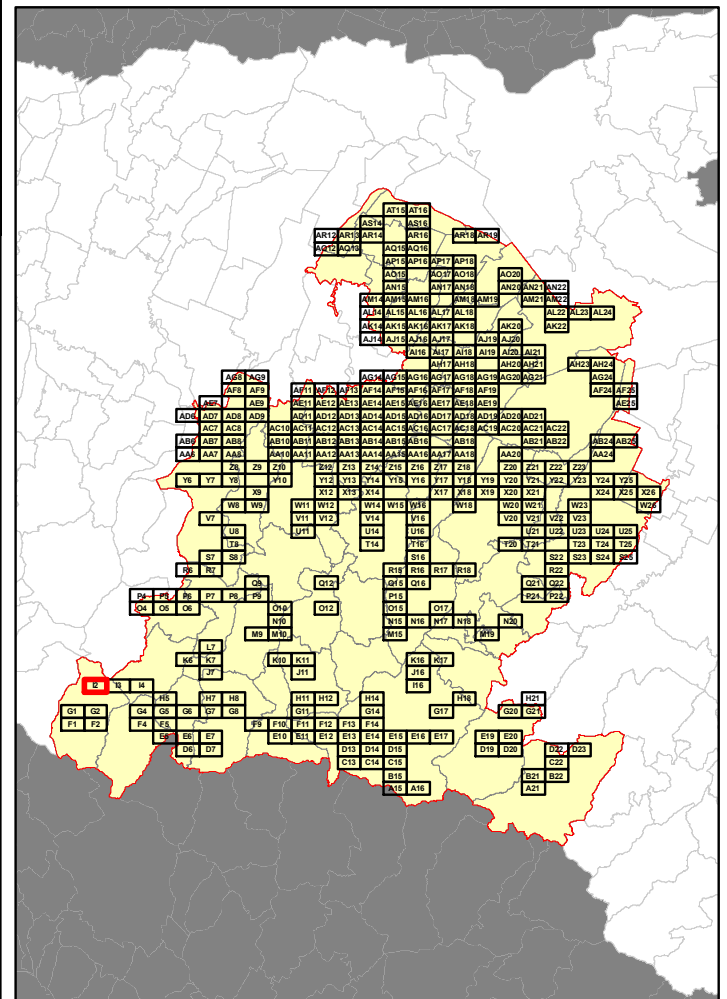 AT15 AT16
AS14 AS16
AR12 AR13 AR14 AR16 AR18 AR19
AQ12 AQ13 AQ15 AQ16
AP15 AP16 AP17 AP18
AO15 AO17 AO18 AO20
AN15 AN17 AN18 AN20 AN21 AN22
AM14 AM15 AM16 AM18 AM19 AM21 AM22
AL14 AL15 AL16 AL17 AL18 AL22 AL23 AL24
AK14 AK15 AK16 AK17 AK18 AK20 AK22
AJ14 AJ15 AJ16 AJ17 AJ19 AJ20
AI16 AI17 AI18 AI19 AI20 AI21
AH17 AH18 AH20 AH21 AH23 AH24
AG8 AG9 AG14 AG15 AG16 AG17 AG18 AG19 AG20 AG21 AG24
AF8 AF9 AF11 AF12 AF13 AF14 AF15 AF16 AF17 AF18 AF19 AF24 AF25
AE7 AE9 AE11 AE12 AE13 AE14 AE15 AE16 AE17 AE18 AE19 AE25
AD6 AD7 AD8 AD9 AD11 AD12 AD13 AD14 AD15 AD16 AD17 AD18 AD19 AD20 AD21
AC7 AC8 AC10 AC11 AC12 AC13 AC14 AC15 AC16 AC17 AC18 AC19 AC20 AC21 AC22
AB6 AB7 AB8 AB10 AB11 AB12 AB13 AB14 AB15 AB16 AB17 AB18 AB21 AB22 AB24 AB25
AA6 AA7 AA8 AA10 AA11 AA12 AA13 AA14 AA15 AA16 AA17 AA18 AA20 AA24
Z8 Z9 Z10 Z12 Z13 Z14 Z15 Z16 Z17 Z18 Z20 Z21 Z22 Z23
Y6 Y7 Y8 Y10 Y12 Y13 Y14 Y15 Y16 Y17 Y18 Y19 Y20 Y21 Y22 Y23 Y24 Y25
X9 X12 X13 X14 X17 X18 X19 X20 X21 X24 X25 X26
W8 W9 W11 W12 W14 W15 W16 W18 W20 W21 W23 W26
V7 V11 V12 V14 V16 V20 V21 V22 V23
U8 U11 U14 U16 U21 U23 U24 U25
T8 T14 T16 T20 T21 T23 T24 T25
S7 S8 S16 S22 S23 S24 S25
R6 R7 R15 R16 R17 R18 R22
Q9 Q12 Q15 Q16 Q21 Q22
P4 P5 P6 P7 P8 P9 P15 P21 P22
O4 O5 O6 O10 O12 O15 O17
N10 N15 N16 N17 N18 N20
M9 M10 M15 M19
L7
K6 K7 K10 K11 K16 K17
J7 J11 J16
I2 I3 I4 I16
H5 H7 H8 H11 H12 H14 H18 H21
G1 G2 G4 G5 G6 G7 G8 G11 G14 G17 G20 G21
F1 F2 F4 F5 F9 F10 F11 F12 F13 F14
E5 E6 E7 E10 E11 E12 E13 E14 E15 E16 E17 E19 E20
D6 D7 D13 D14 D15 D19 D20 D22 D23
C13 C14 C15 C22
B15 B21 B22
A15 A16 A21